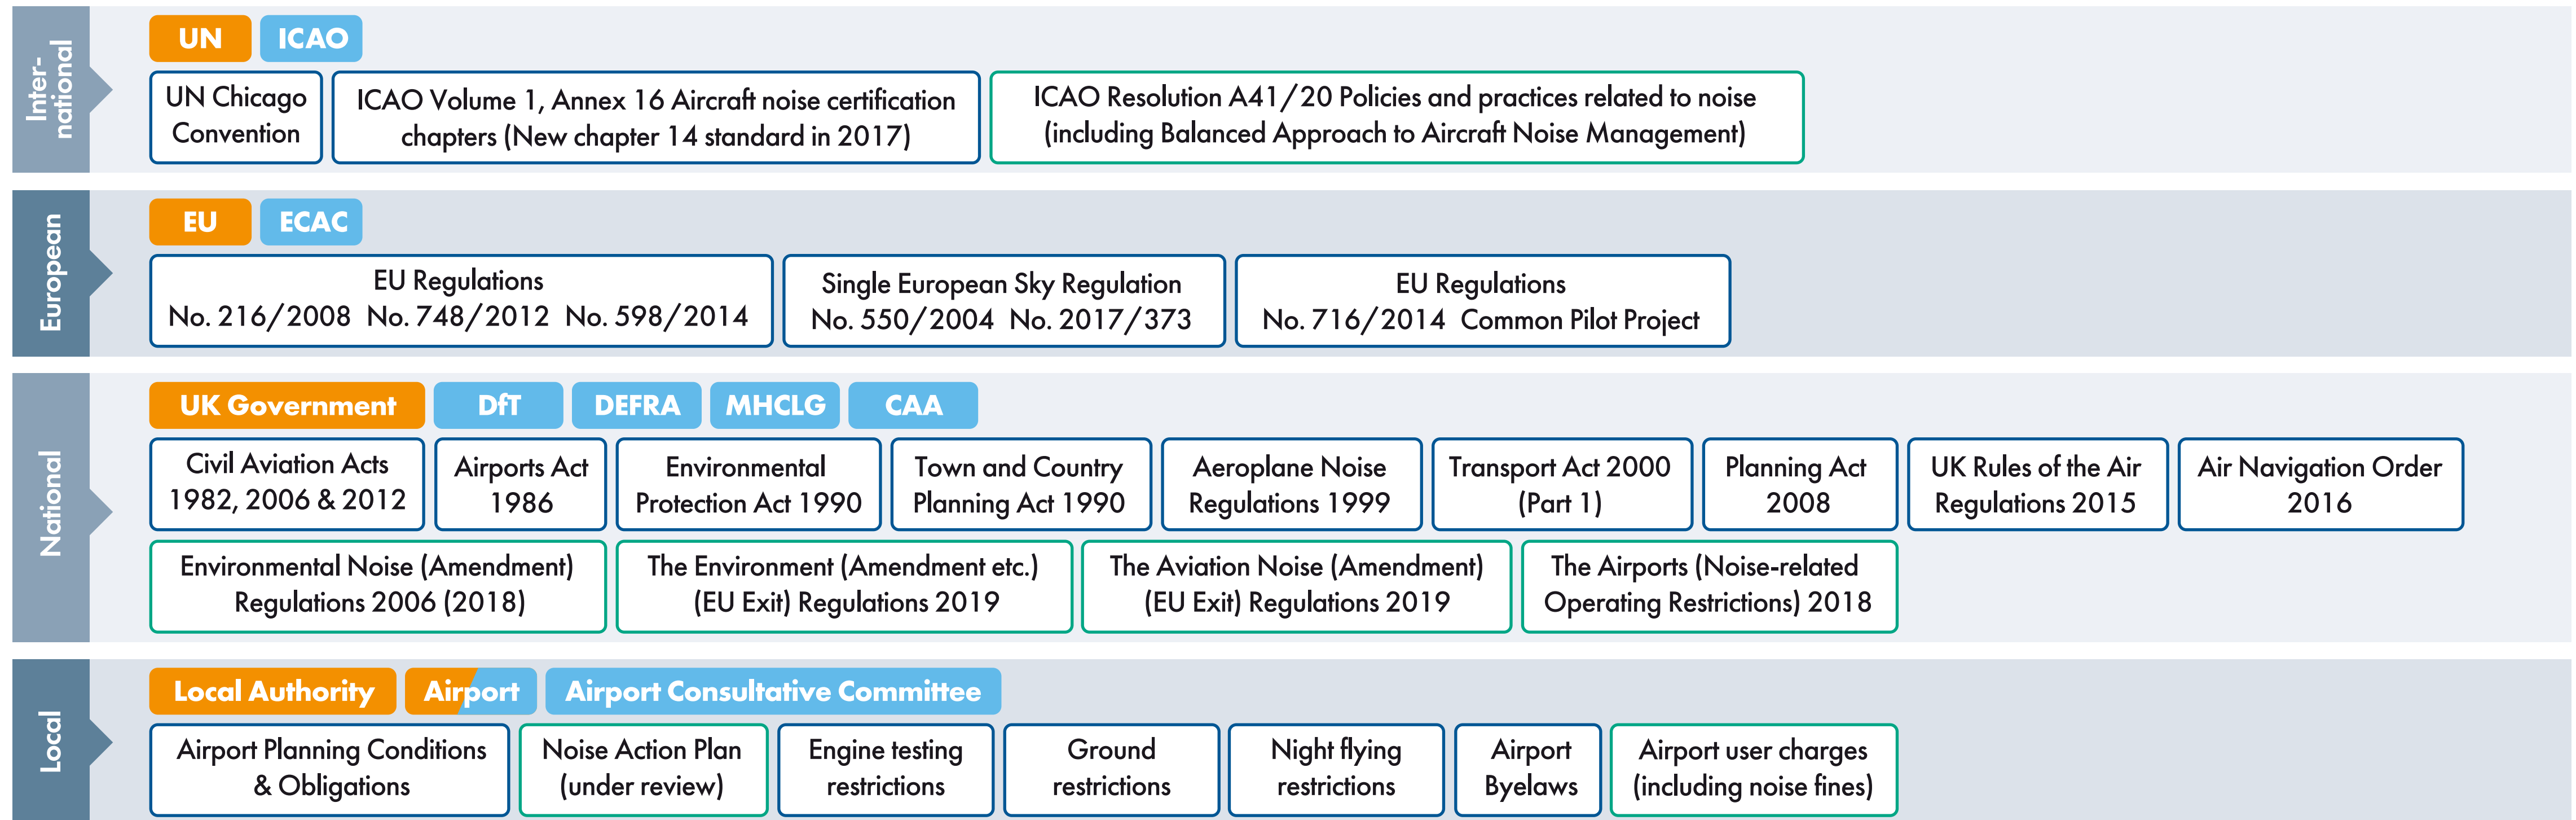 Inter-
national
UN
ICAO
UN Chicago
Convention
ICAO Volume 1, Annex 16 Aircraft noise certification
chapters (New chapter 14 standard in 2017)
ICAO Resolution A41/20 Policies and practices related to noise
(including Balanced Approach to Aircraft Noise Management)
European
EU
ECAC
EU Regulations
No. 216/2008 No. 748/2012 No. 598/2014
Single European Sky Regulation
No. 550/2004 No. 2017/373
EU Regulations
No. 716/2014 Common Pilot Project
National
UK Government
DfT
DEFRA
MHCLG
CAA
Civil Aviation Acts
1982, 2006 & 2012
Airports Act
1986
Environmental
Protection Act 1990
Town and Country
Planning Act 1990
Aeroplane Noise
Regulations 1999
Transport Act 2000
(Part 1)
Planning Act
2008
UK Rules of the Air
Regulations 2015
Air Navigation Order
2016
Environmental Noise (Amendment)
Regulations 2006 (2018)
The Environment (Amendment etc.)
(EU Exit) Regulations 2019
The Aviation Noise (Amendment)
(EU Exit) Regulations 2019
The Airports (Noise-related
Operating Restrictions) 2018
Local
Local Authority
Airport
Airport Consultative Committee
Airport Planning Conditions
& Obligations
Noise Action Plan
(under review)
Engine testing
restrictions
Ground
restrictions
Night flying
restrictions
Airport
Byelaws
Airport user charges
(including noise fines)